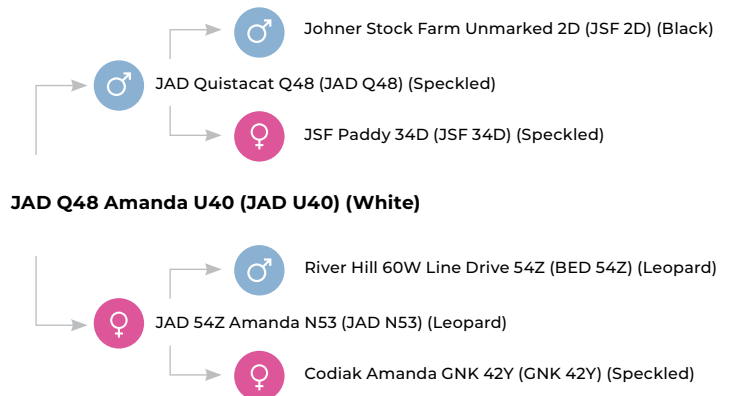 Johner Stock Farm Unmarked 2D (JSF 2D) (Black)
JAD Quistacat Q48 (JAD Q48) (Speckled)
JSF Paddy 34D (JSF 34D) (Speckled)
JAD Q48 Amanda U40 (JAD U40) (White)
River Hill 60W Line Drive 54Z (BED 54Z) (Leopard)
JAD 54Z Amanda N53 (JAD N53) (Leopard)
Codiak Amanda GNK 42Y (GNK 42Y) (Speckled)